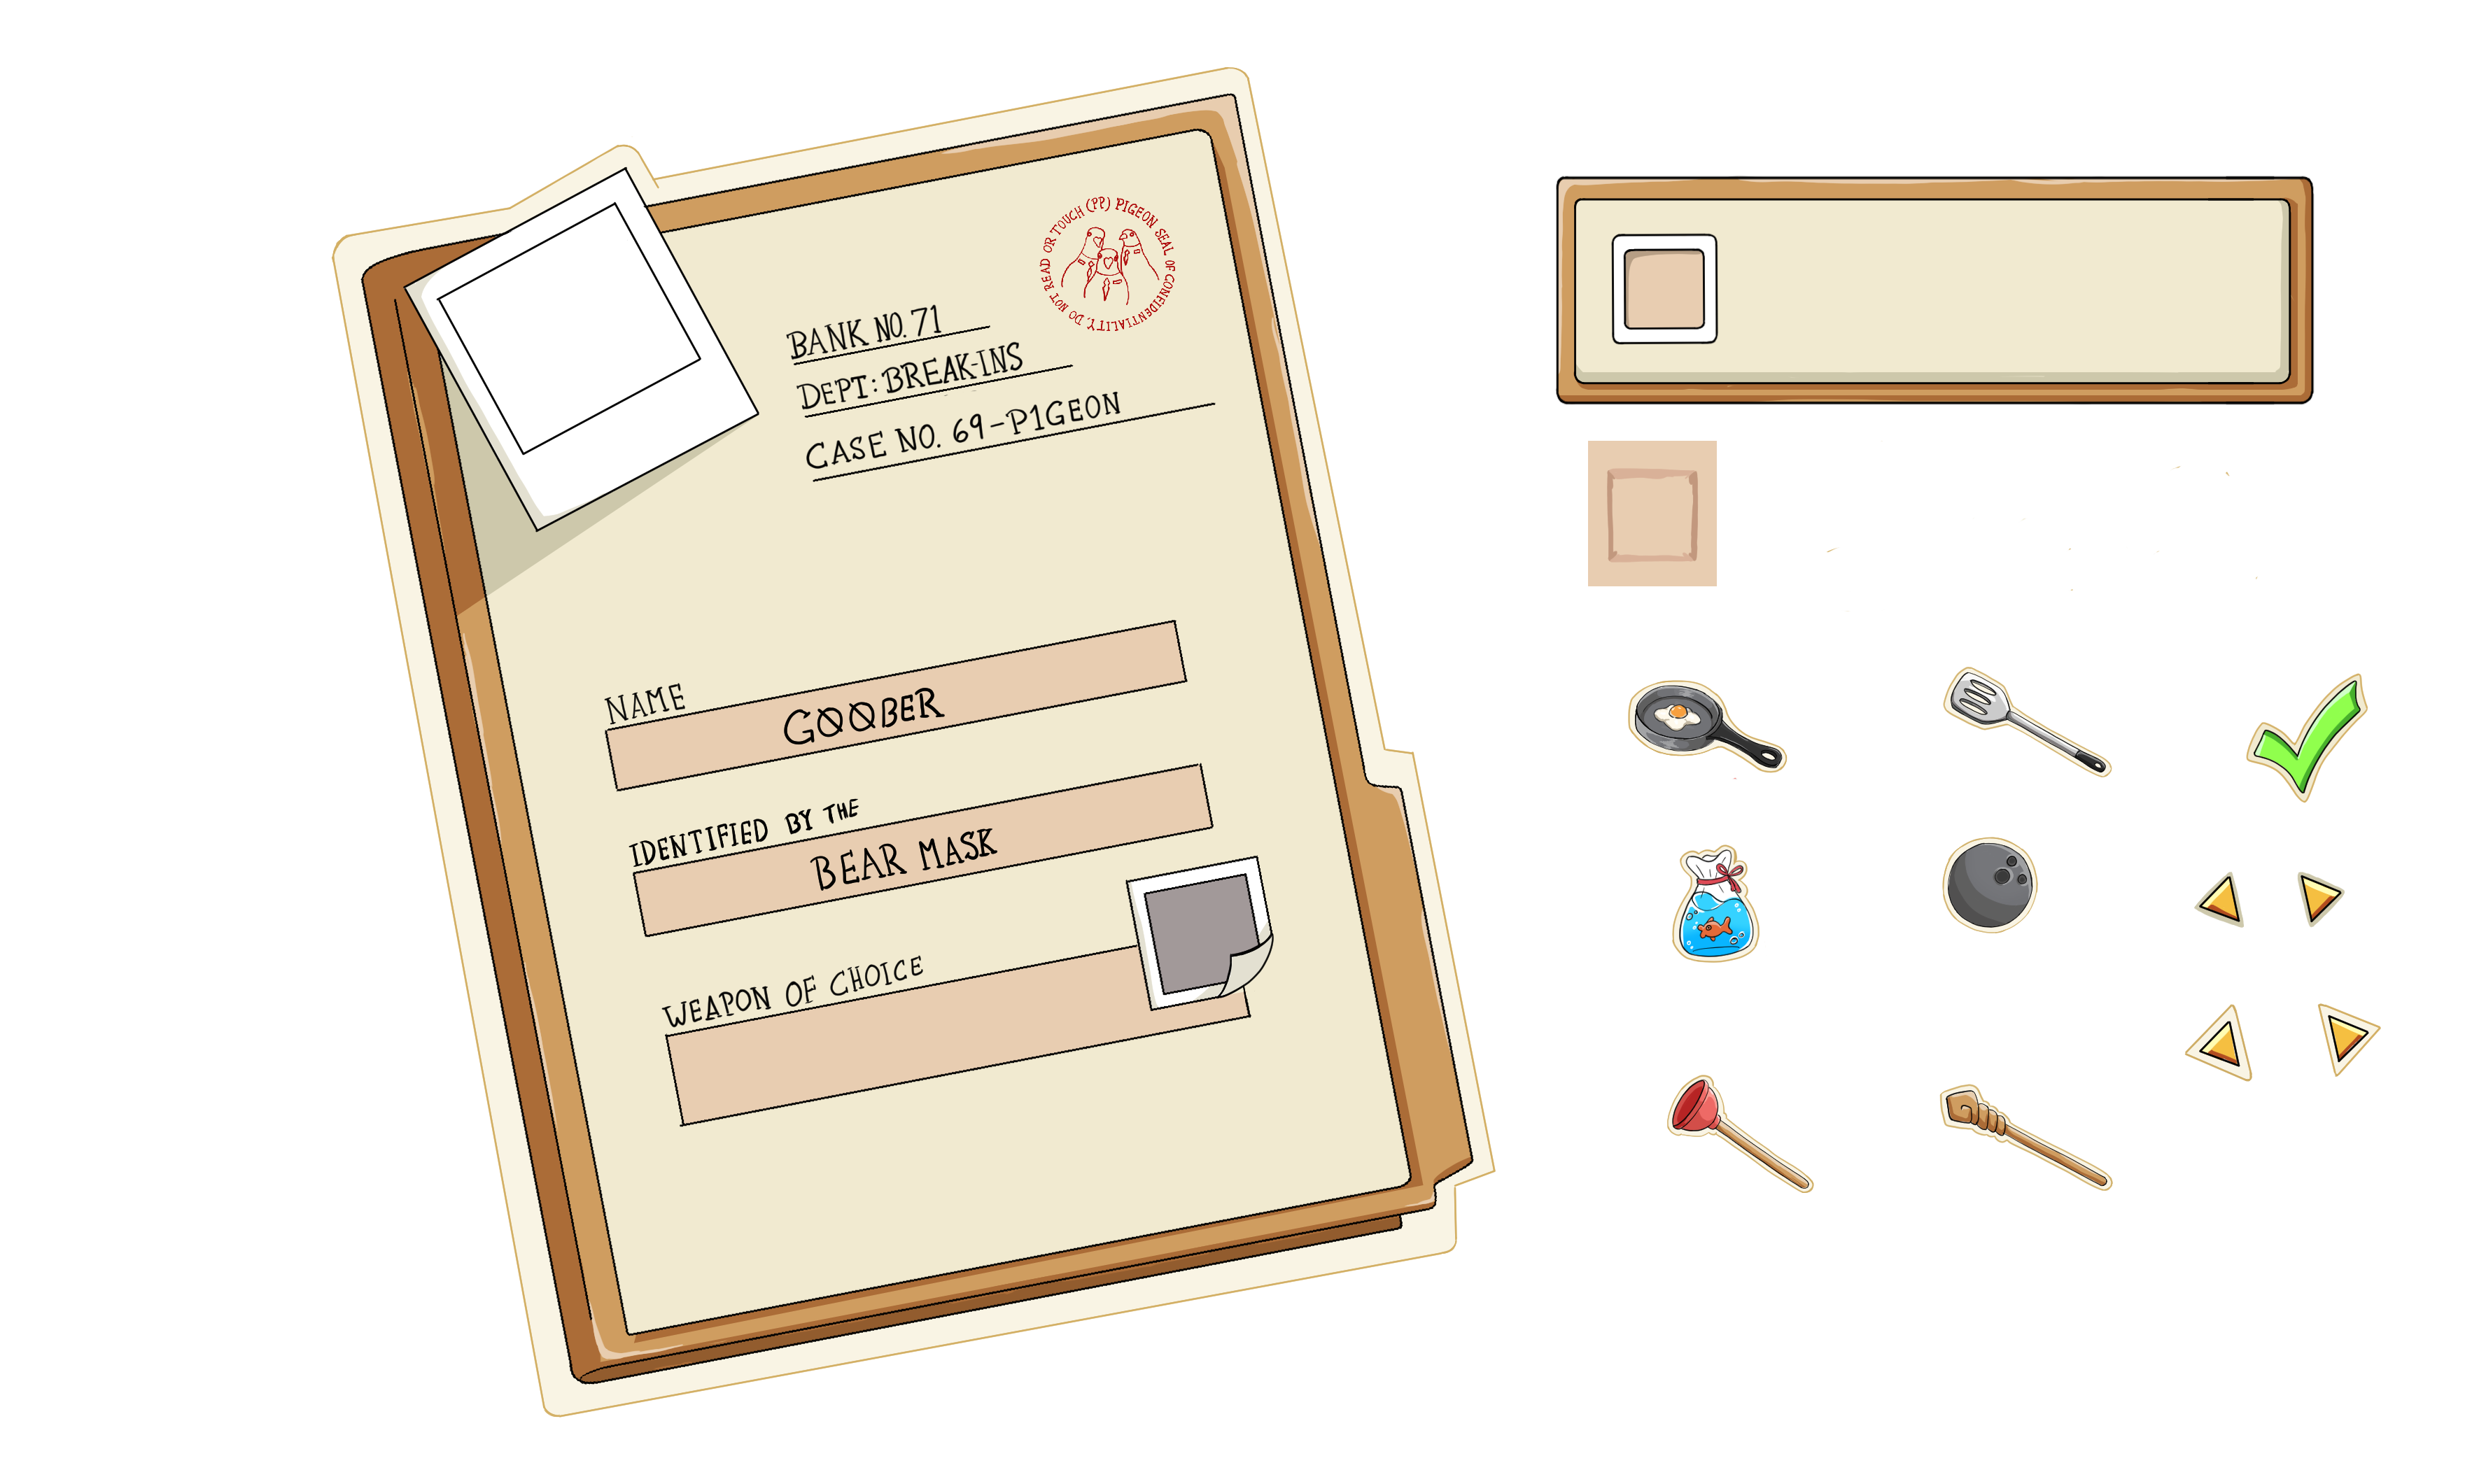 DO NOT READ OR TOUCH (PP) PIGEON SEAL OF CONFIDENTIALITY.
BANK NO. 71
DEPT: BREAK-INS
CASE NO. 69-P1GEON
NAME
GØØBER
IDENTIFIED BY THE
BEAR MASK
WEAPON OF CHOICE